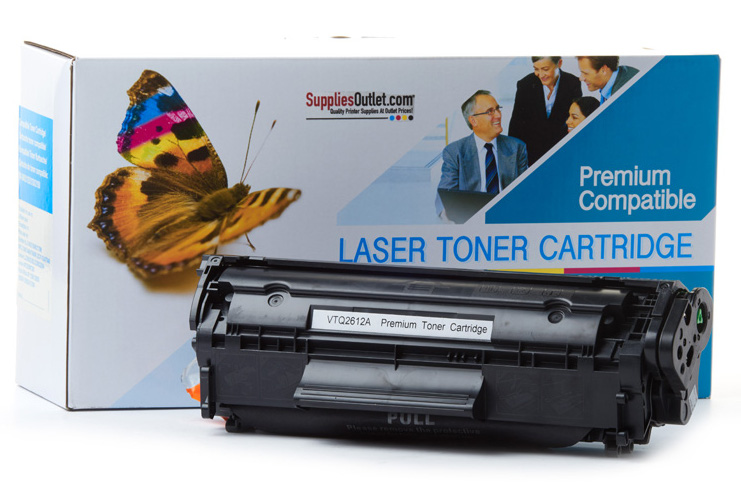 SuppliesOutlet.com
Quality Printer Supplies At Outlet Prices!
Premium
Compatible
LASER TONER CARTRIDGE
VTQ2612A Premium Toner Cartridge
PULL